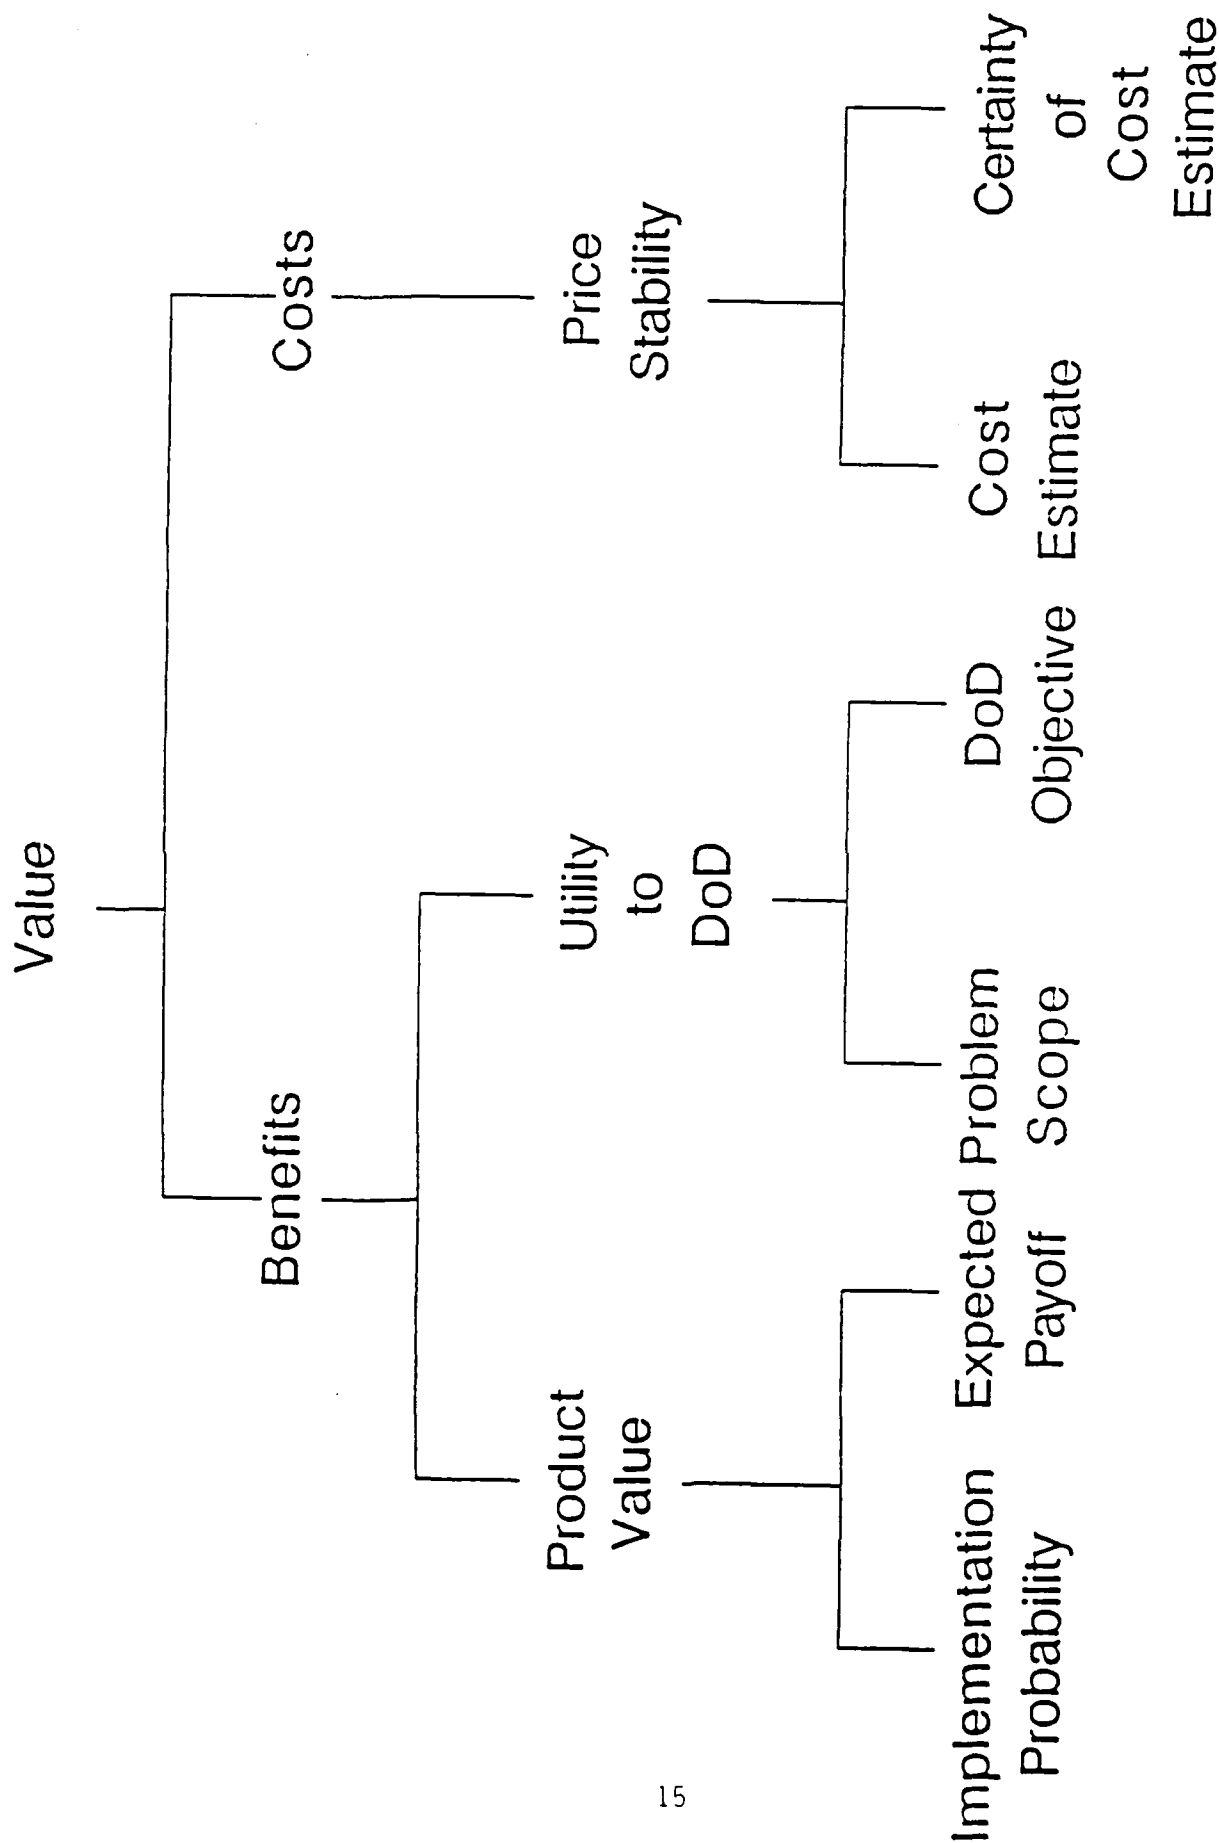 Value
Benefits
Costs
Product
Value
Utility
to
DoD
Price
Stability
Implementation
Probability
Expected
Payoff
Problem
Scope
DoD
Objective
Cost
Estimate
Certainty
of
Cost
Estimate
15